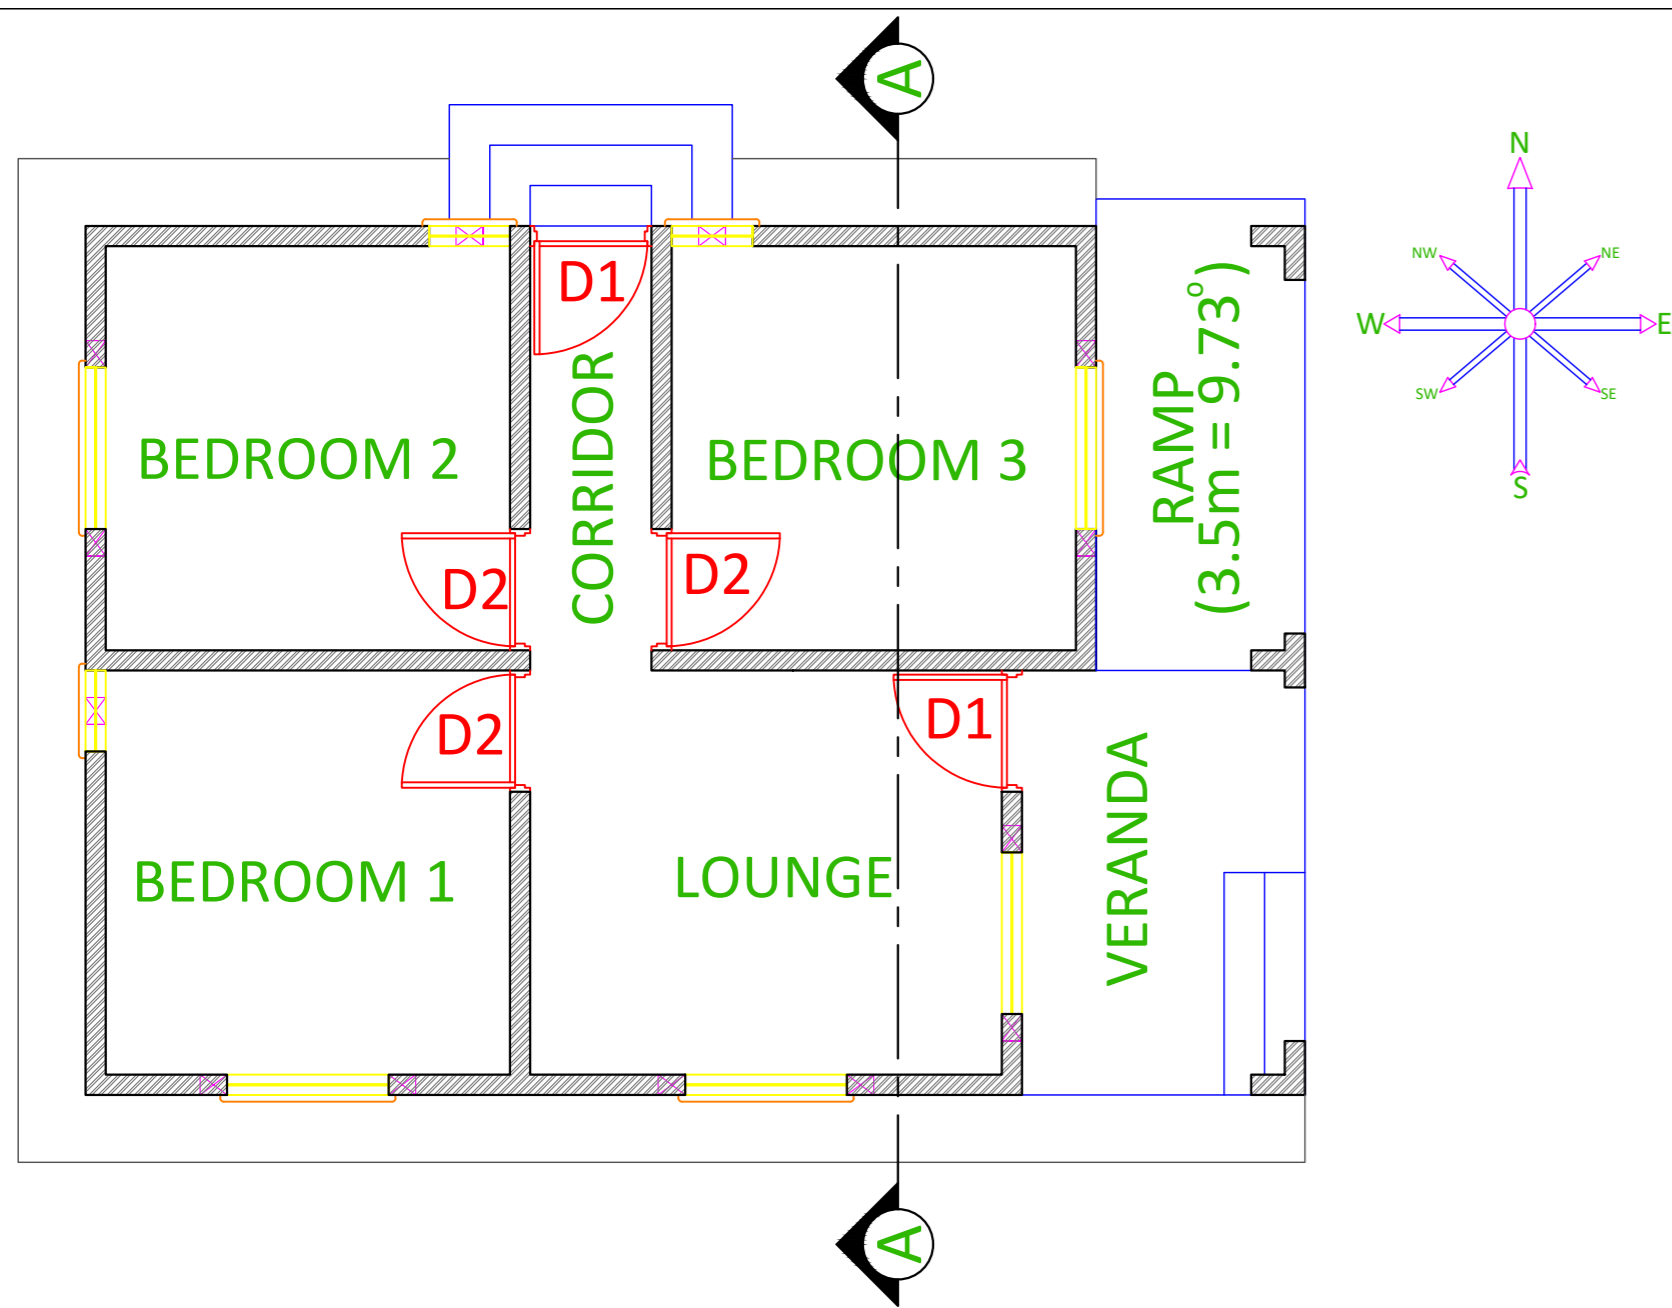 A
N
NW
NE
W
E
SW
SE
S
D1
BEDROOM 2
CORRIDOR
BEDROOM 3
RAMP
(3.5m = 9.73°)
D2
D2
D2
D1
BEDROOM 1
LOUNGE
VERANDA
A